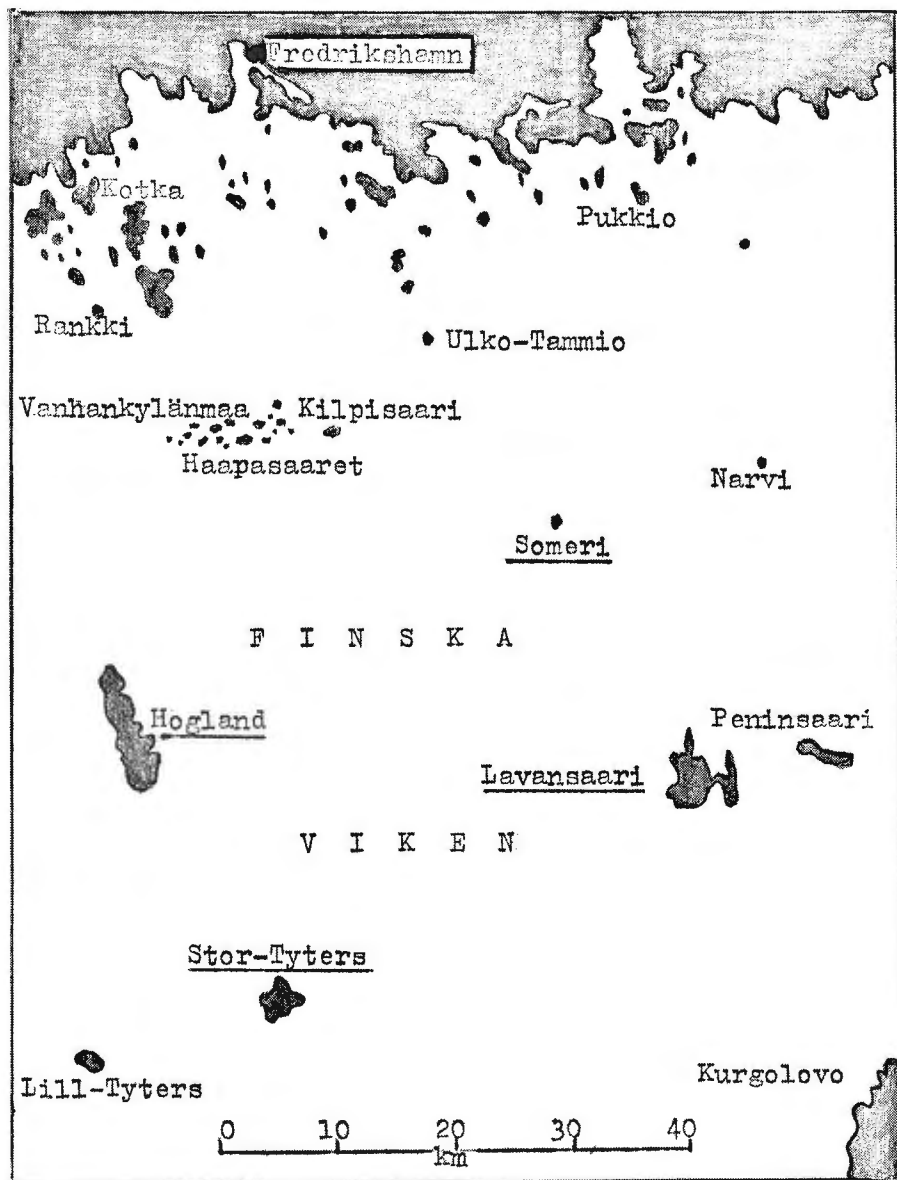 Fredrikshamn
Kotka
Pukkio
Rankki
Ulko-Tammio
Vanhankylänmaa Kilpisaari
Haapasaaret
Narvi
Someri
F I N S K A
Hogland
Peninsaari
Lavansaari
V I K E N
Stor-Tyters
Lill-Tyters
Kurgolovo
0 10 20 30 40
km